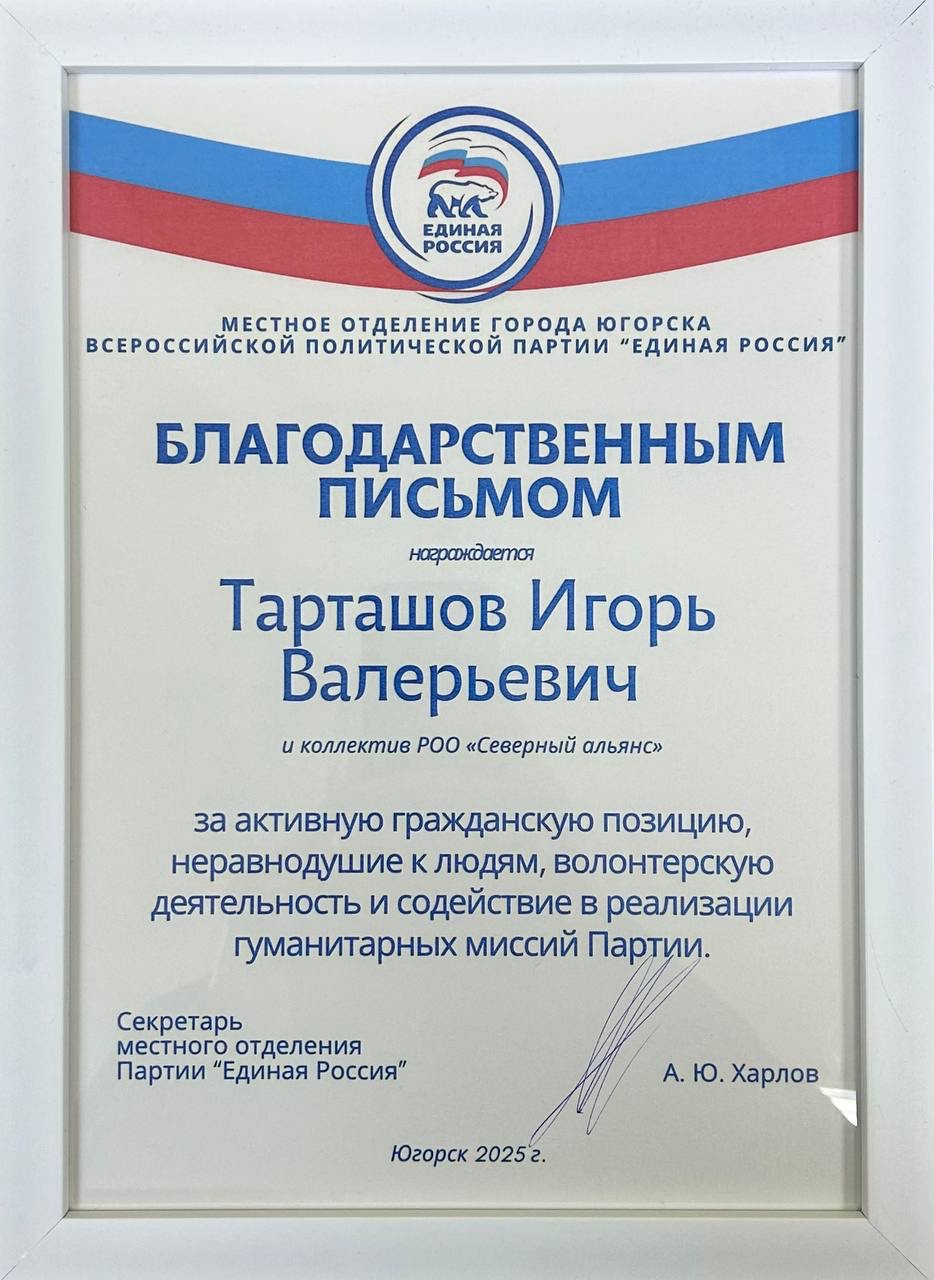 ЕДИНАЯ
РОССИЯ
МЕСТНОЕ ОТДЕЛЕНИЕ ГОРОДА ЮГОРСКА
ВСЕРОССИЙСКОЙ ПОЛИТИЧЕСКОЙ ПАРТИИ “ЕДИНАЯ РОССИЯ”
БЛАГОДАРСТВЕННЫМ
ПИСЬМОМ
награждается
Тарташов Игорь
Валерьевич
и коллектив РОО «Северный альянс»
за активную гражданскую позицию,
неравнодушие к людям, волонтерскую
деятельность и содействие в реализации
гуманитарных миссий Партии.
Секретарь
местного отделения
Партии “Единая Россия”
А. Ю. Харлов
Югорск 2025 г.